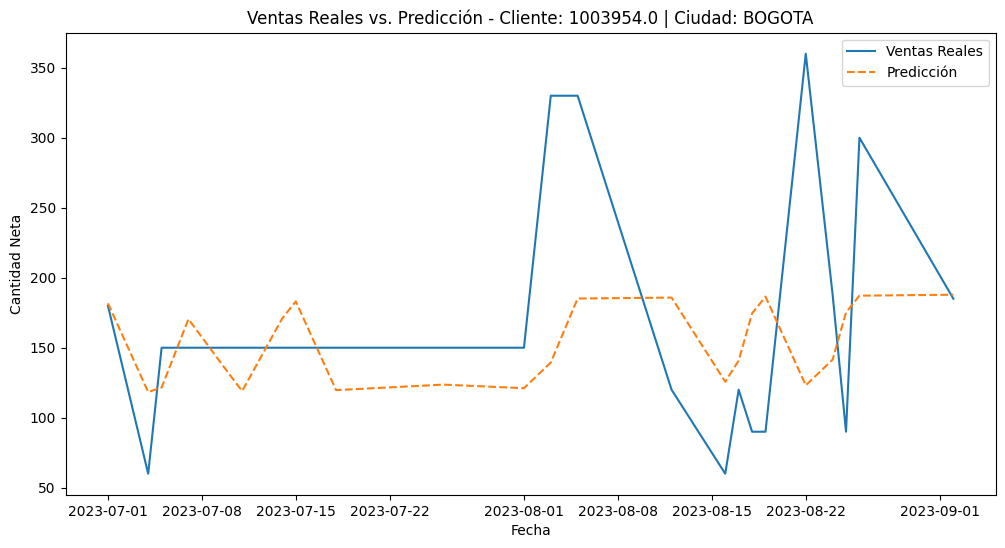 Ventas Reales vs. Predicción - Cliente: 1003954.0 | Ciudad: BOGOTA
Ventas Reales
Predicción
Cantidad Neta
350
300
250
200
150
100
50
2023-07-01 2023-07-08 2023-07-15 2023-07-22 2023-08-01 2023-08-08 2023-08-15 2023-08-22 2023-09-01
Fecha